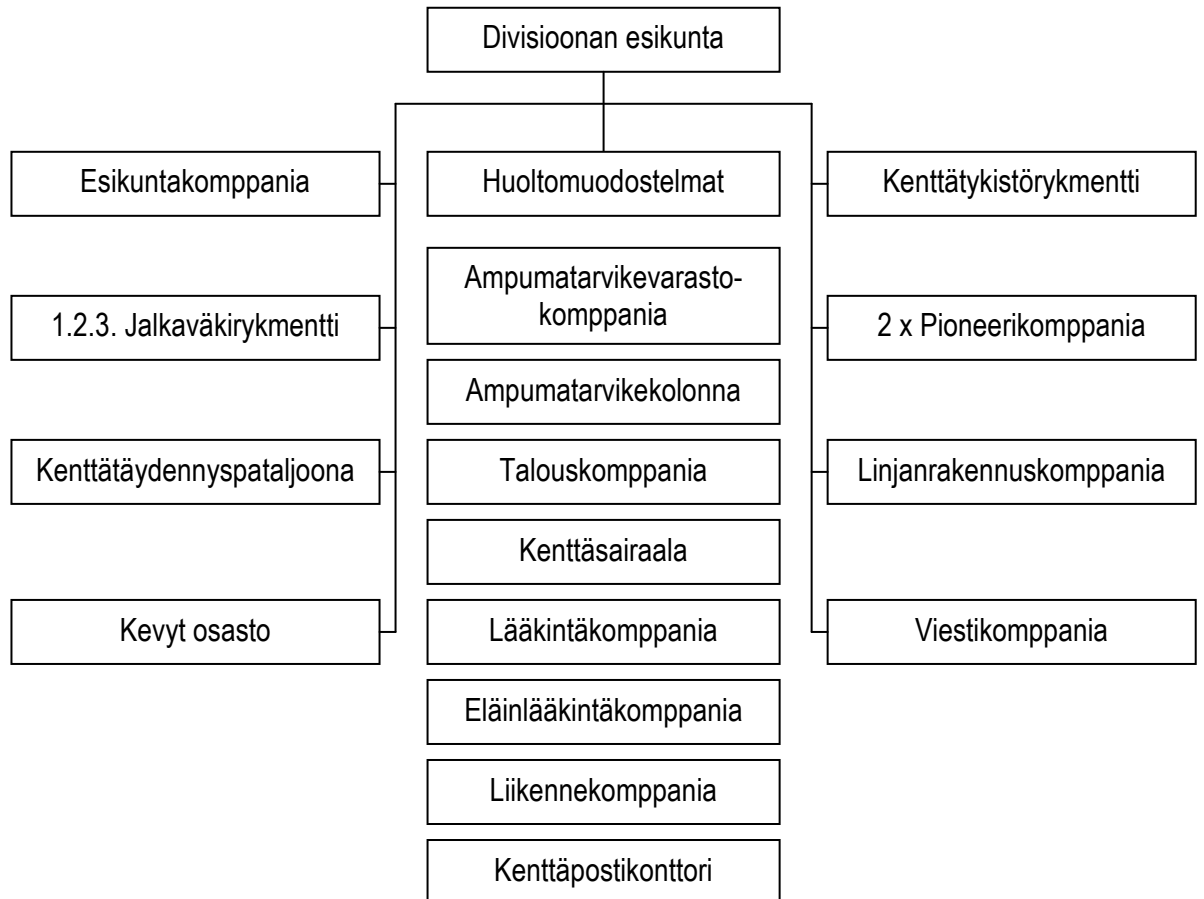 Divisioonan esikunta
Esikuntakomppania
Huoltomuodostelmat
Kenttätykistörykmentti
Ampumatarvikevarasto-
komppania
1.2.3. Jalkaväkirykmentti
2 x Pioneerikomppania
Ampumatarvikekolonna
Kenttätäydennyspataljoona
Talouskomppania
Linjanrakennuskomppania
Kenttäsairaala
Kevyt osasto
Lääkintäkomppania
Viestikomppania
Eläinlääkintäkomppania
Liikennekomppania
Kenttäpostikonttori